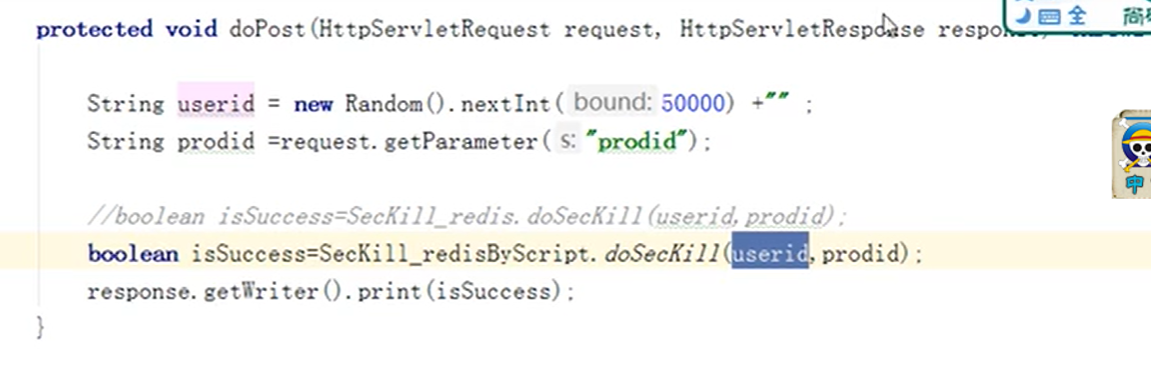 protected void doPost(HttpServletRequest request, HttpServletResponse respon
String userid = new Random().nextInt( bound: 50000) +"" ;
String prodid =request.getParameter( s: "prodid");
//boolean isSuccess=SecKill_redis.doSecKill(userid,prodid);
boolean isSuccess=SecKill_redisByScript.doSecKill(userid,prodid);
response.getWriter().print(isSuccess);
}
全 简
中